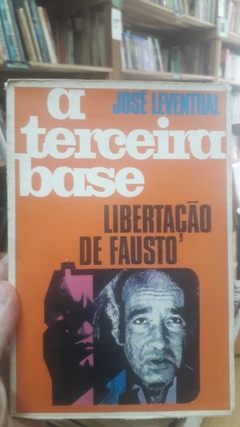 a
JOSÉ LEVENTHAL
terceira
base
LIBERTAÇÃO
DE FAUSTO